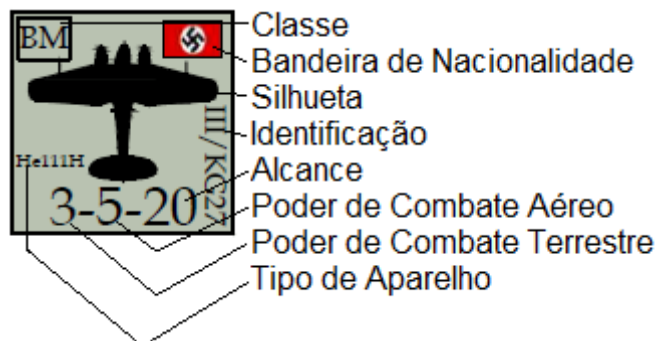 BM
He111H
III/KG27
3-5-20
Classe
Bandeira de Nacionalidade
Silhueta
Identificação
Alcance
Poder de Combate Aéreo
Poder de Combate Terrestre
Tipo de Aparelho